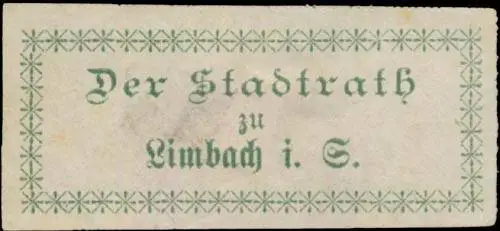 Der Stadtrath
zu
Limbach i. S.